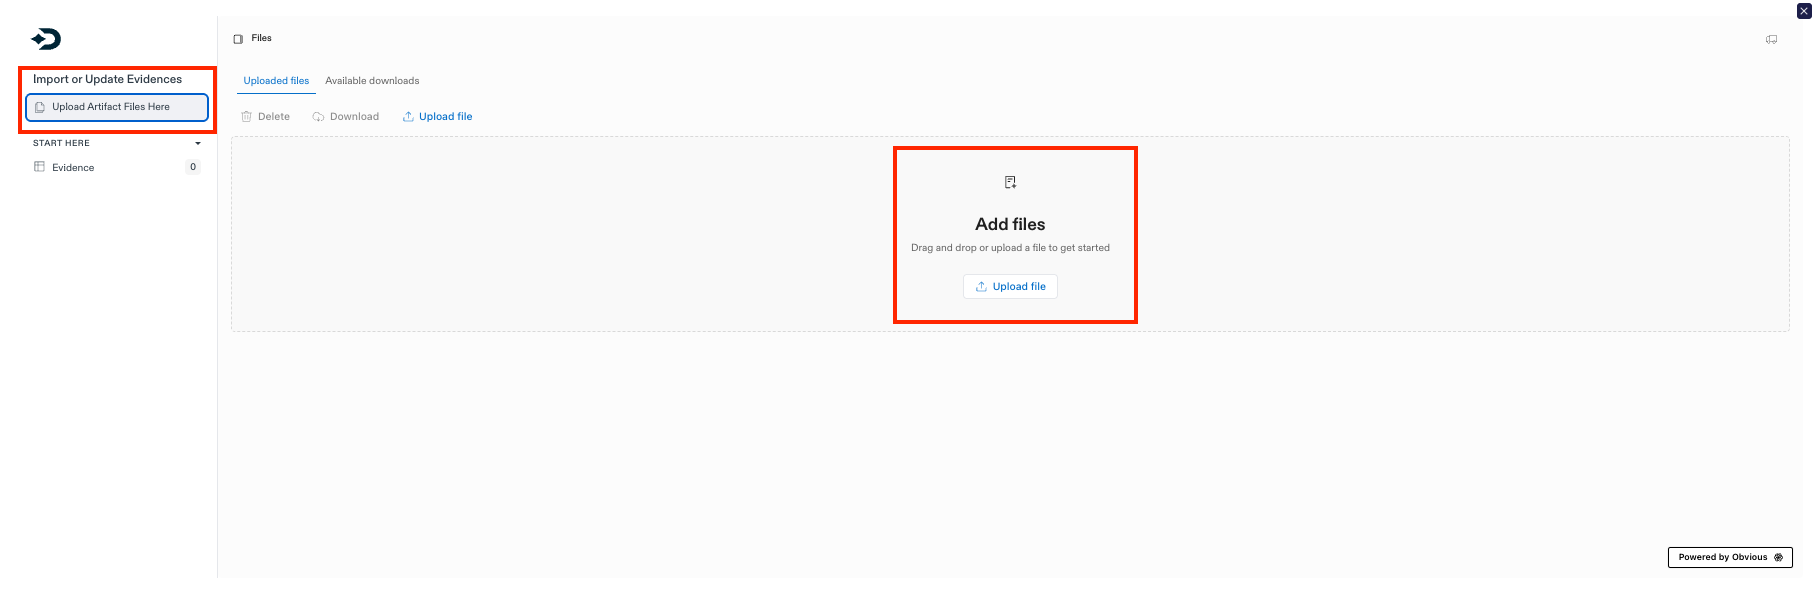 Import or Update Evidences
Upload Artifact Files Here
START HERE
Evidence 0
Files
Uploaded files Available downloads
Delete Download Upload file
Add files
Drag and drop or upload a file to get started
Upload file
Powered by Obvious